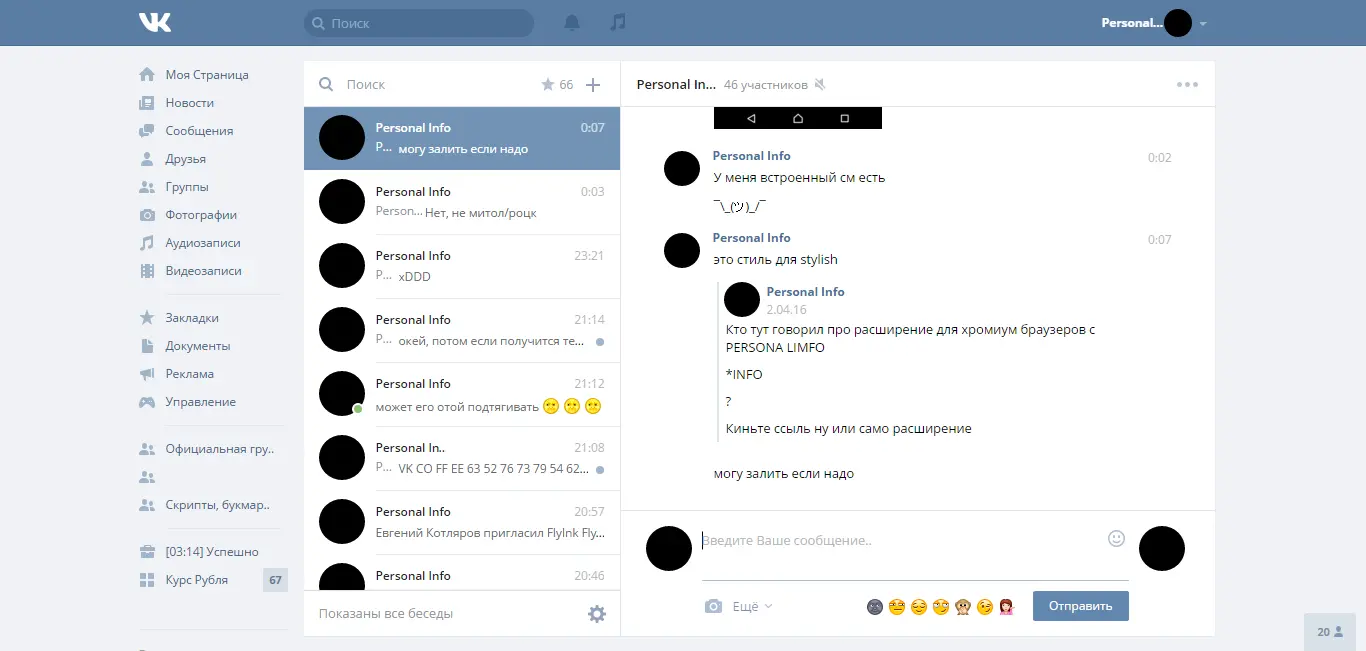 VK
Поиск
Personal...
Моя Страница
Новости
Сообщения
Друзья
Группы
Фотографии
Аудиозаписи
Видеозаписи
Закладки
Документы
Реклама
Управление
Официальная гру..
Скрипты, букмар..
[03:14] Успешно
Курс Рубля 67
Поиск 66
Personal Info 0:07
P... могу залить если надо
Personal Info 0:03
Person... Нет, не митол/роцк
Personal Info 23:21
P... xDDD
Personal Info 21:14
P... окей, потом если получится те...
Personal Info 21:12
может его отой подтягивать
Personal In.. 21:08
P... VK CO FF EE 63 52 76 73 79 54 62...
Personal Info 20:57
Евгений Котляров пригласил FlyInk Fly...
Personal Info 20:46
Показаны все беседы
Personal In... 46 участников
Personal Info 0:02
У меня встроенный см есть
¯\_(ツ)_/¯
Personal Info 0:07
это стиль для stylish
Personal Info
2.04.16
Кто тут говорил про расширение для хромиум браузеров с
PERSONA LIMFO
*INFO
?
Киньте ссыль ну или само расширение
могу залить если надо
Введите Ваше сообщение..
Ещё
Отправить
20